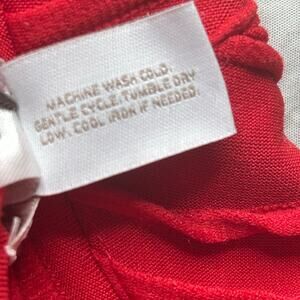 MACHINE WASH COLD.
GENTLE CYCLE. TUMBLE DRY
LOW. COOL IRON IF NEEDED.